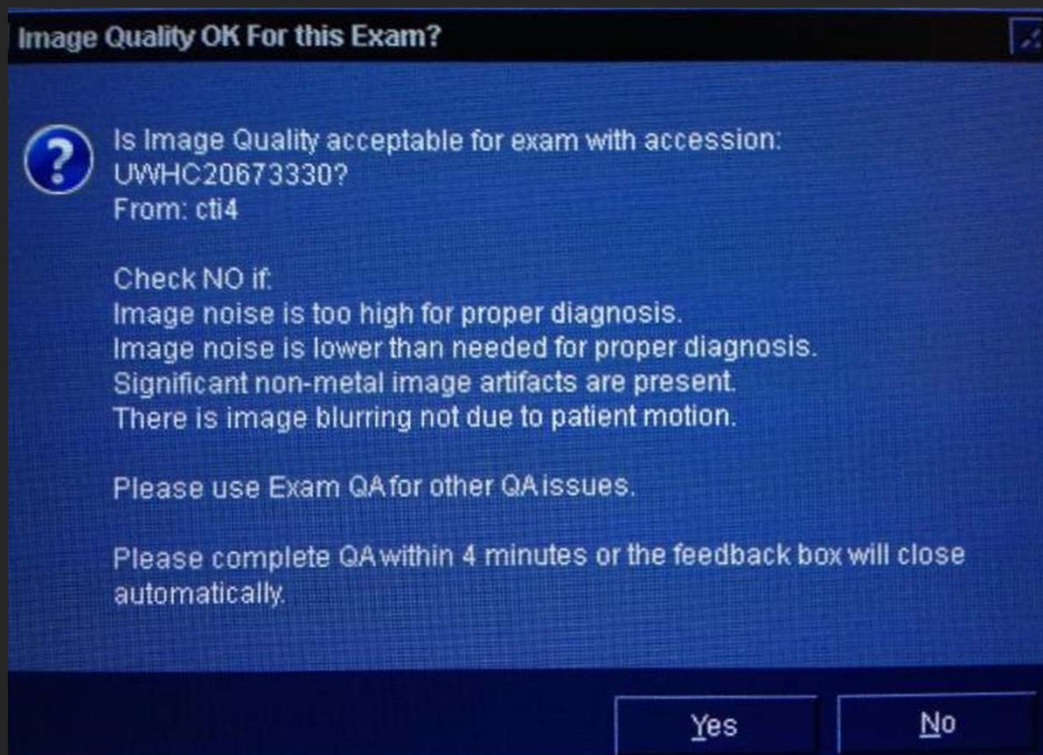 Image Quality OK For this Exam?
Is Image Quality acceptable for exam with accession:
UWHC20673330?
From: cti4
Check NO if:
Image noise is too high for proper diagnosis.
Image noise is lower than needed for proper diagnosis.
Significant non-metal image artifacts are present.
There is image blurring not due to patient motion.
Please use Exam QA for other QA issues.
Please complete QA within 4 minutes or the feedback box will close
automatically.
Yes
No